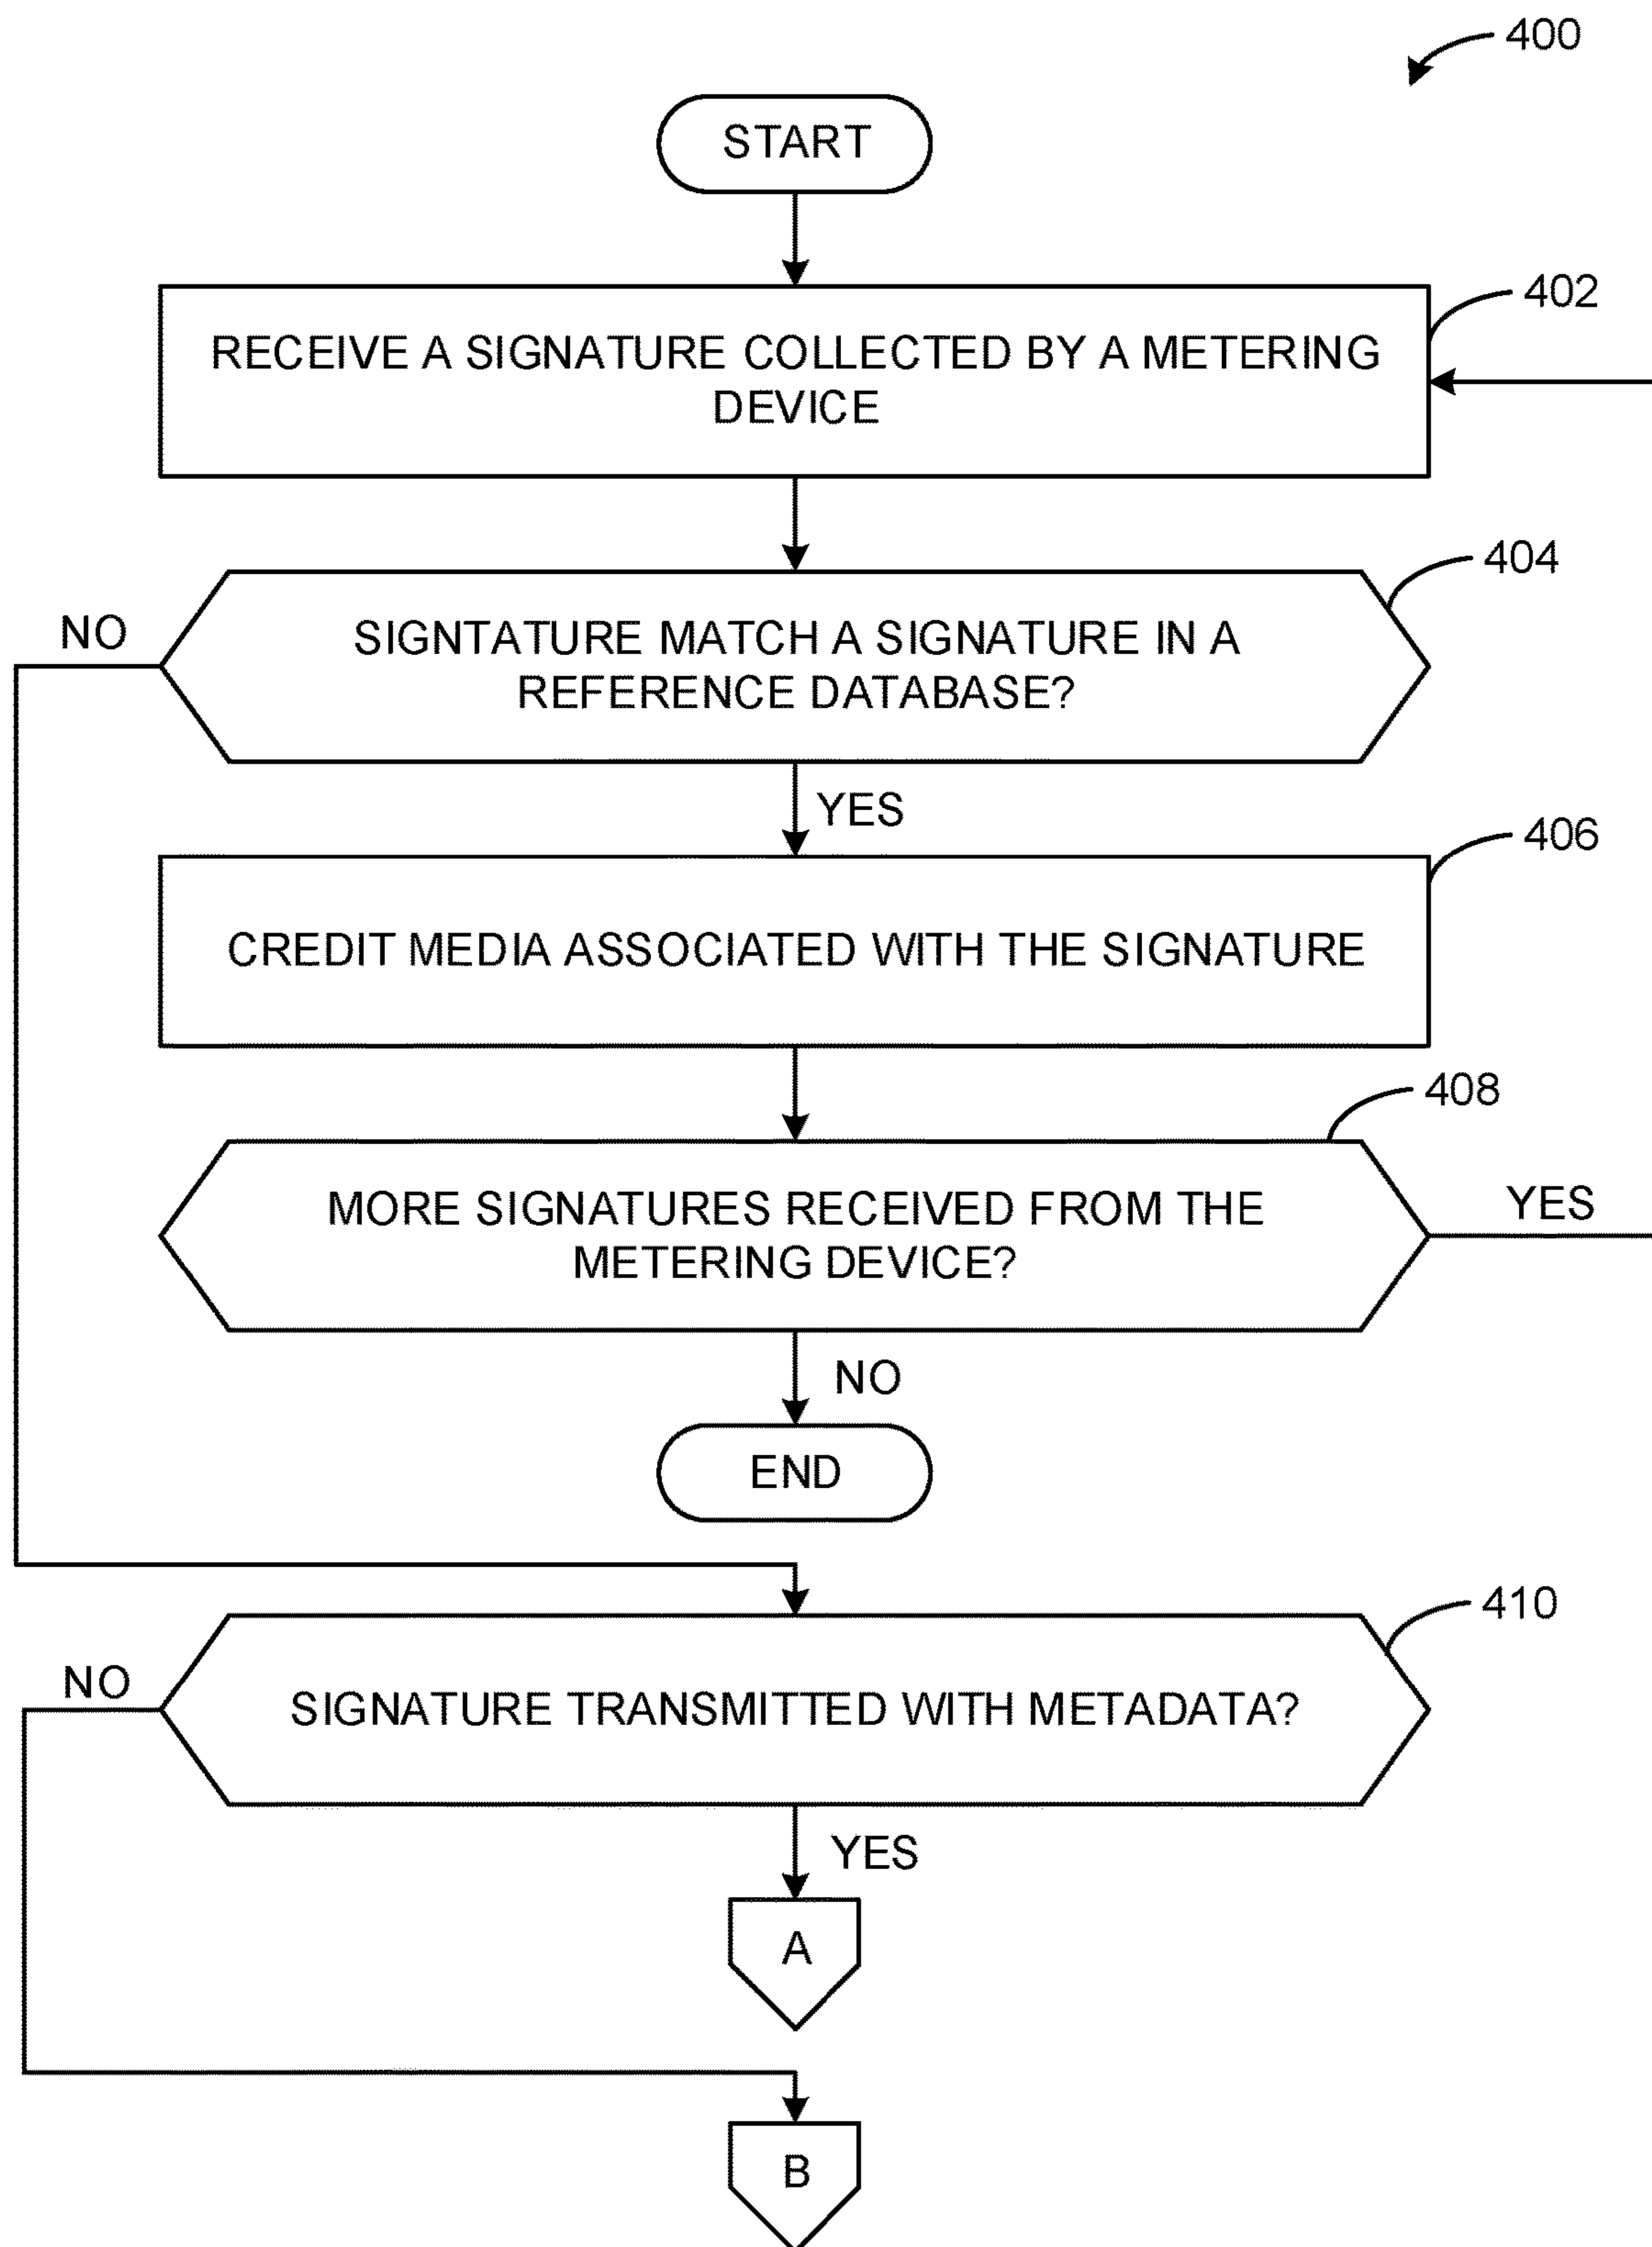 400
START
402
RECEIVE A SIGNATURE COLLECTED BY A METERING
DEVICE
404
NO
SIGNTATURE MATCH A SIGNATURE IN A
REFERENCE DATABASE?
YES
406
CREDIT MEDIA ASSOCIATED WITH THE SIGNATURE
408
MORE SIGNATURES RECEIVED FROM THE
METERING DEVICE?
YES
NO
END
410
NO
SIGNATURE TRANSMITTED WITH METADATA?
YES
A
B